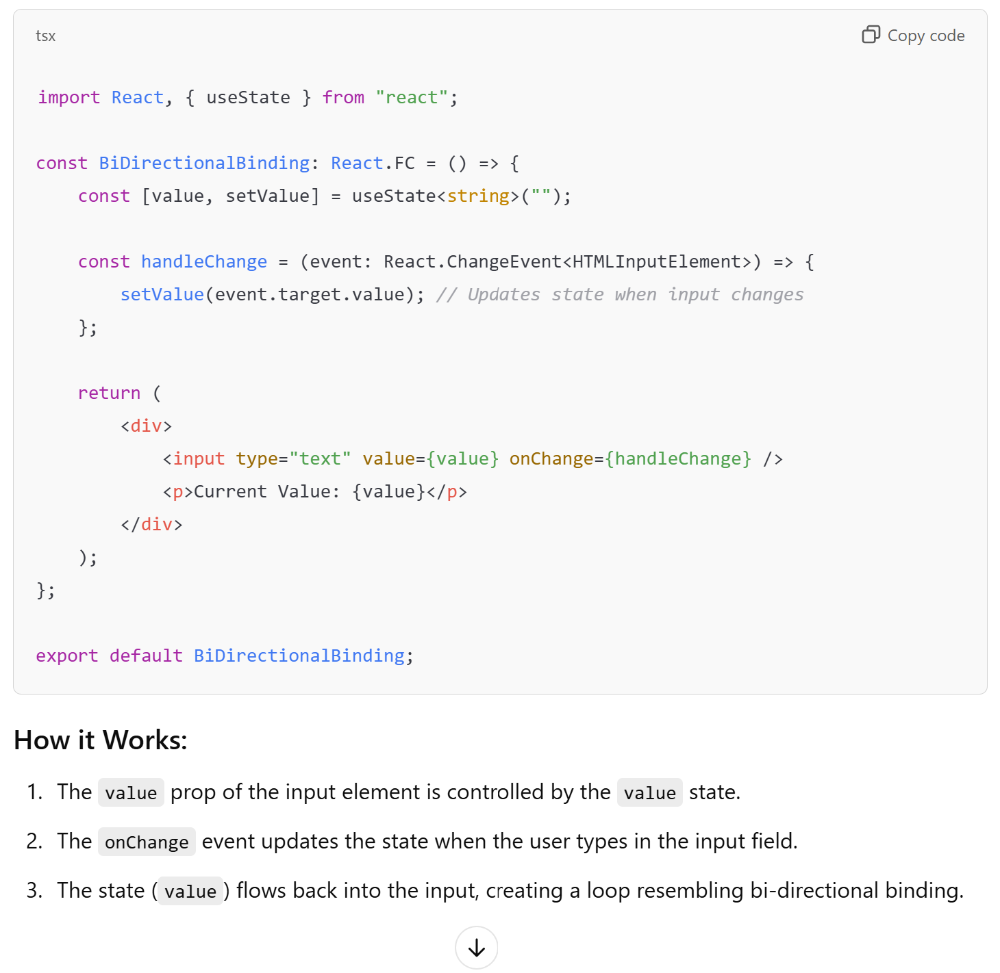 tsx
Copy code
import React, { useState } from "react";
const BiDirectionalBinding: React.FC = () => {
    const [value, setValue] = useState<string>("");
    const handleChange = (event: React.ChangeEvent<HTMLInputElement>) => {
        setValue(event.target.value); // Updates state when input changes
    };
    return (
        <div>
            <input type="text" value={value} onChange={handleChange} />
            <p>Current Value: {value}</p>
        </div>
    );
};
export default BiDirectionalBinding;
How it Works:
1. The value prop of the input element is controlled by the value state.
2. The onChange event updates the state when the user types in the input field.
3. The state (value) flows back into the input, creating a loop resembling bi-directional binding.